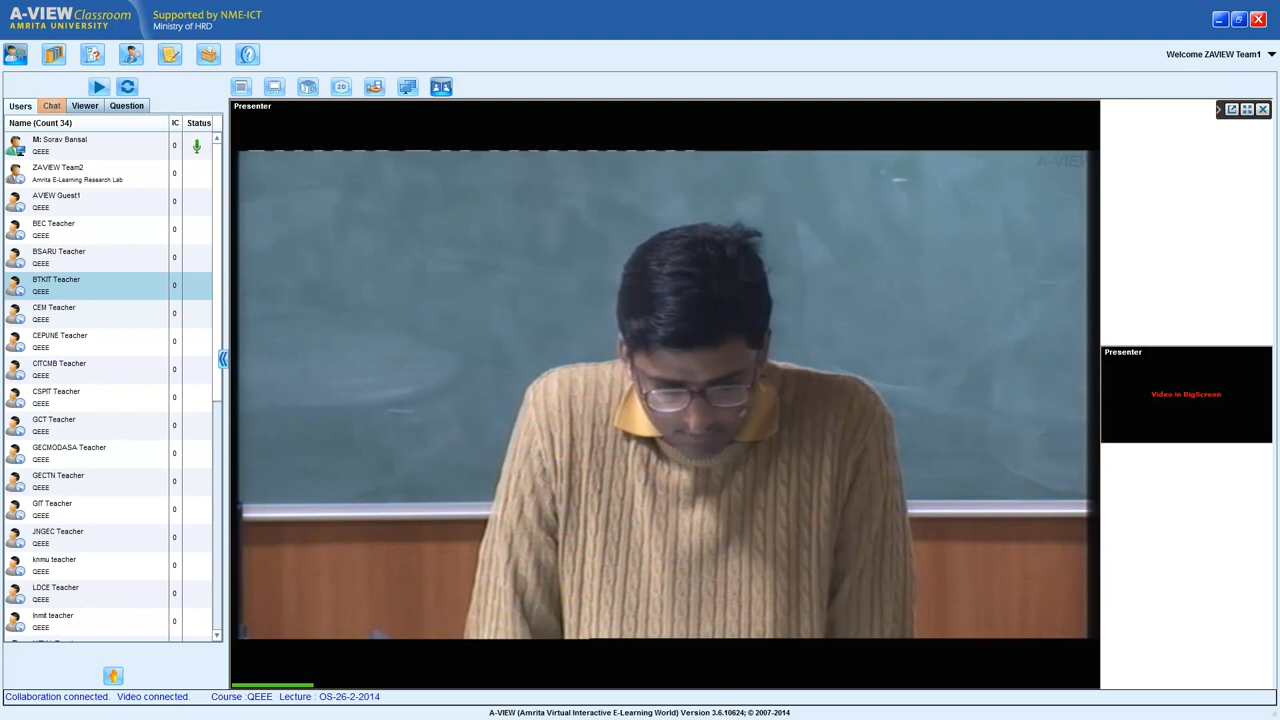 A-VIEW Classroom
AMRITA UNIVERSITY
Supported by NME-ICT
Ministry of HRD
Welcome ZAVIEW Team1
Users Chat Viewer Question
Name (Count 34) IC Status
M: Sorav Bansal
QEEE 0
ZAVIEW Team2
Amrita E-Learning Research Lab 0
AVIEW Guest1
QEEE 0
BEC Teacher
QEEE 0
BSARU Teacher
QEEE 0
BTKIT Teacher
QEEE 0
CEM Teacher
QEEE 0
CEPUNE Teacher
QEEE 0
CITCMB Teacher
QEEE 0
CSPIT Teacher
QEEE 0
GCT Teacher
QEEE 0
GECMODASA Teacher
QEEE 0
GECTN Teacher
QEEE 0
GIT Teacher
QEEE 0
JNGEC Teacher
QEEE 0
knmu teacher
QEEE 0
LDCE Teacher
QEEE 0
lnmit teacher
QEEE 0
Presenter
2D
A-VIEW
Presenter
Video in BigScreen
Collaboration connected. Video connected. Course :QEEE Lecture : OS-26-2-2014
A-VIEW (Amrita Virtual Interactive E-Learning World) Version 3.6.10624; © 2007-2014